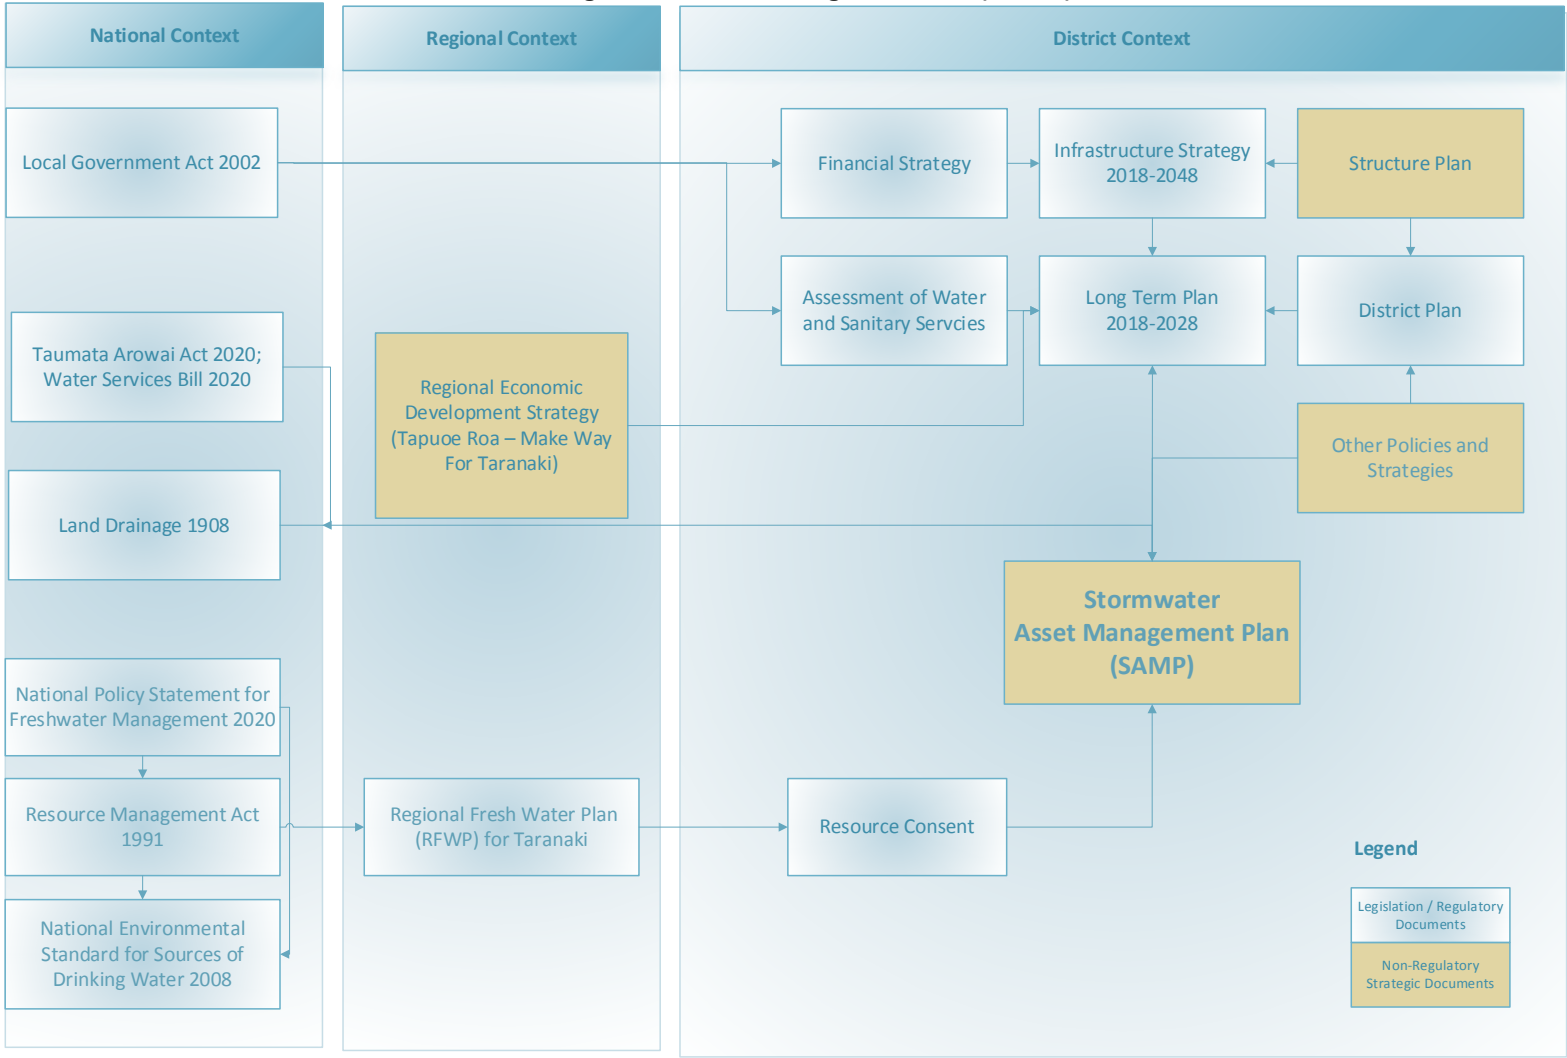 National Context
Regional Context
District Context
Local Government Act 2002
Financial Strategy
Infrastructure Strategy
2018-2048
Structure Plan
Assessment of Water
and Sanitary Servcies
Long Term Plan
2018-2028
District Plan
Taumata Arowai Act 2020;
Water Services Bill 2020
Regional Economic
Development Strategy
(Tapuoe Roa – Make Way
For Taranaki)
Other Policies and
Strategies
Land Drainage 1908
Stormwater
Asset Management Plan
(SAMP)
National Policy Statement for
Freshwater Management 2020
Resource Management Act
1991
Regional Fresh Water Plan
(RFWP) for Taranaki
Resource Consent
National Environmental
Standard for Sources of
Drinking Water 2008
Legend
Legislation / Regulatory
Documents
Non-Regulatory
Strategic Documents